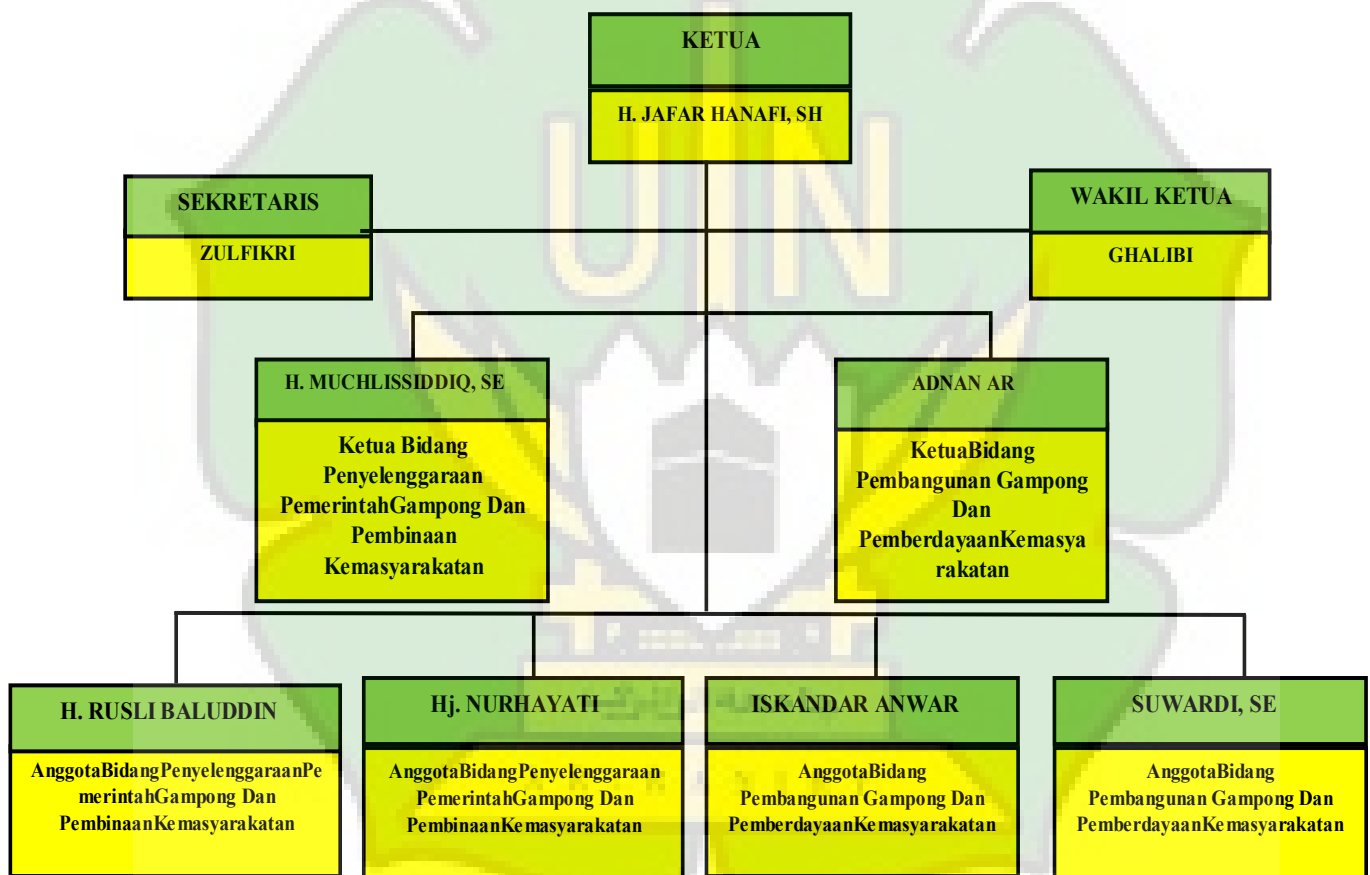 KETUA
H. JAFAR HANAFI, SH
SEKRETARIS
ZULFIKRI
WAKIL KETUA
GHALIBI
UIN
H. MUCHLISSIDDIQ, SE
Ketua Bidang
Penyelenggaraan
PemerintahGampong Dan
Pembinaan
Kemasyarakatan
ADNAN AR
KetuaBidang
Pembangunan Gampong
Dan
PemberdayaanKemasya
rakatan
H. RUSLI BALUDDIN
AnggotaBidangPenyelenggaraanPe
merintahGampong Dan
PembinaanKemasyarakatan
Hj. NURHAYATI
AnggotaBidangPenyelenggaraan
PemerintahGampong Dan
PembinaanKemasyarakatan
ISKANDAR ANWAR
AnggotaBidang
Pembangunan Gampong Dan
PemberdayaanKemasyarakatan
SUWARDI, SE
AnggotaBidang
Pembangunan Gampong Dan
PemberdayaanKemasyarakatan